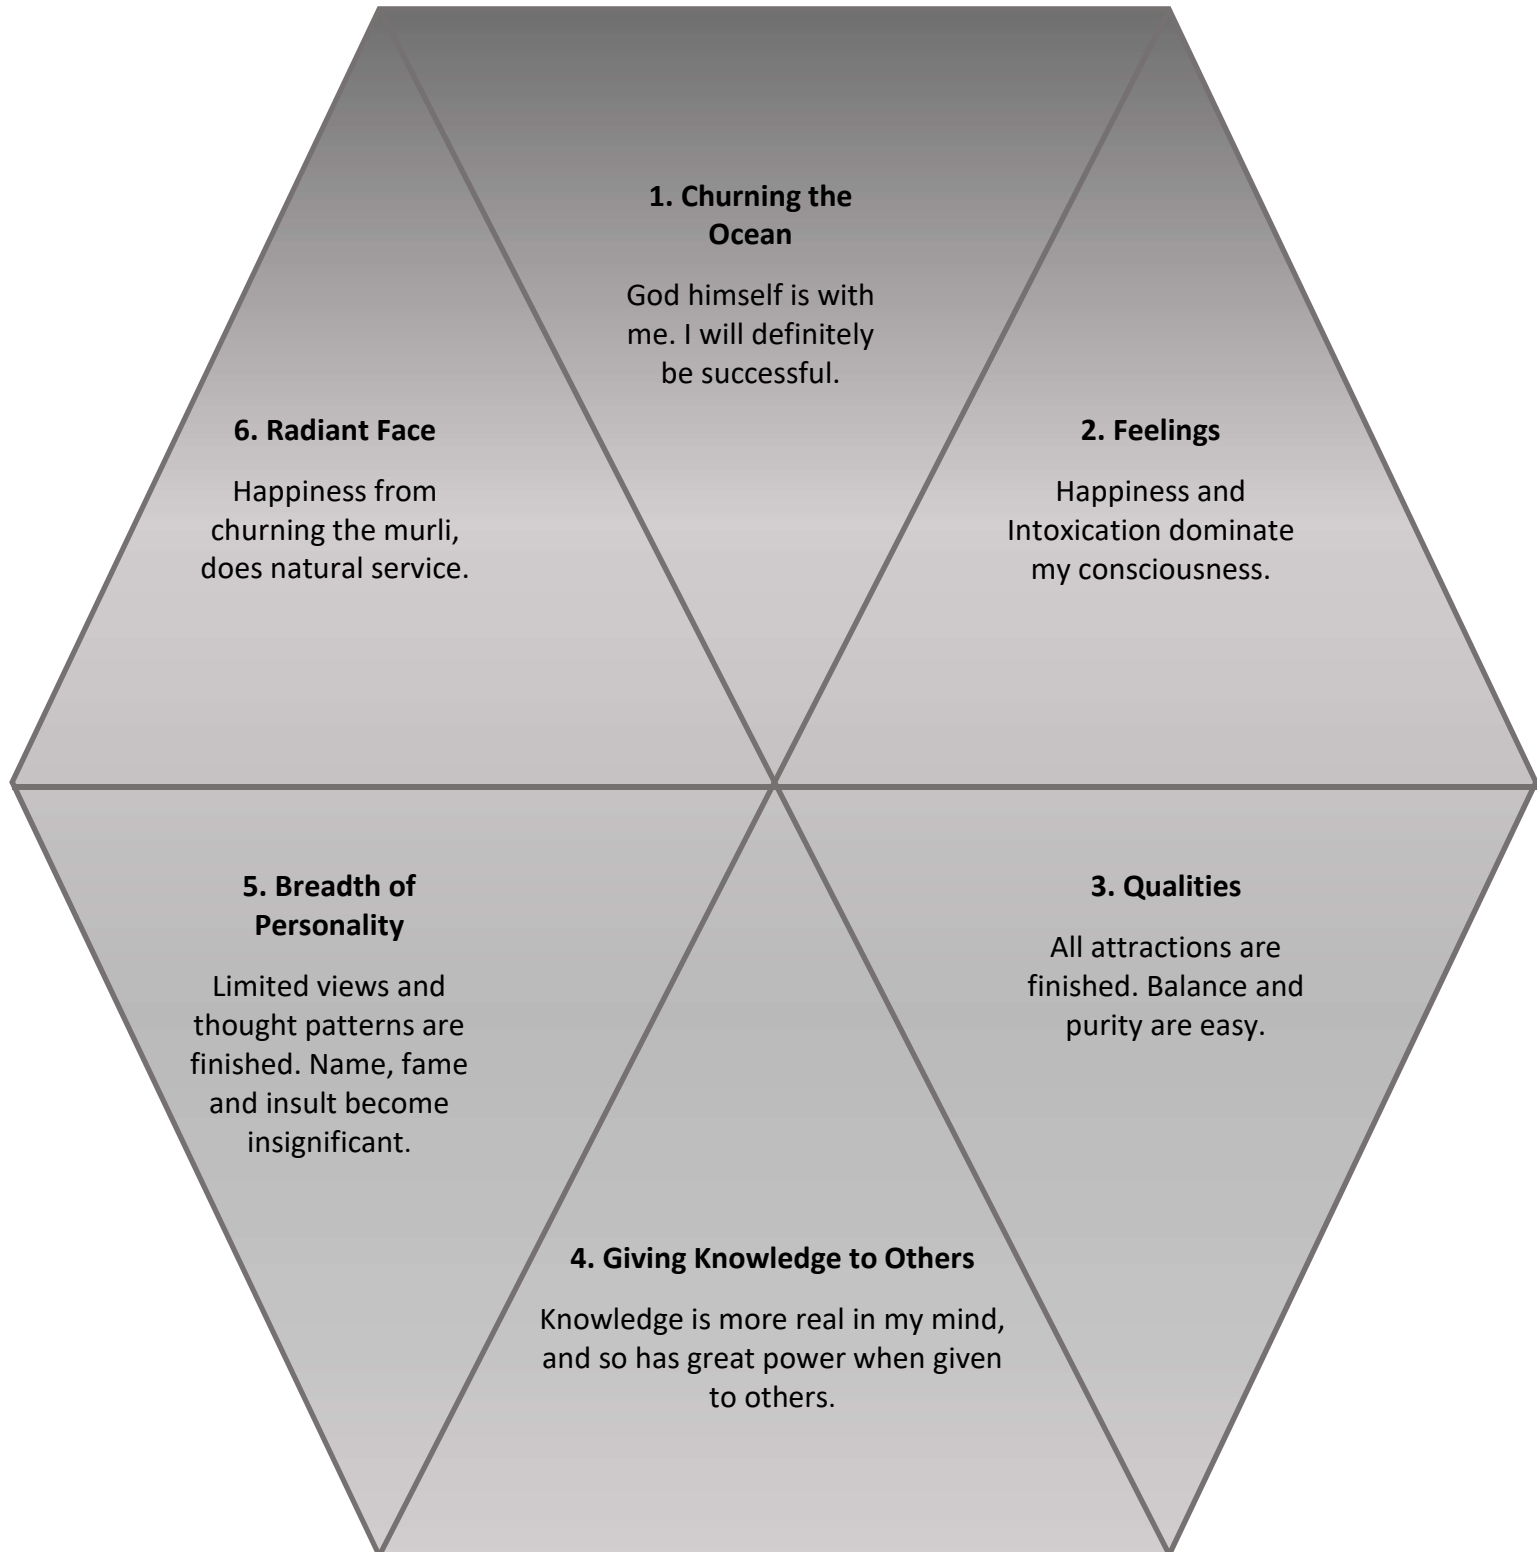 1. Churning the
Ocean
God himself is with
me. I will definitely
be successful.
2. Feelings
Happiness and
Intoxication dominate
my consciousness.
3. Qualities
All attractions are
finished. Balance and
purity are easy.
4. Giving Knowledge to Others
Knowledge is more real in my mind,
and so has great power when given
to others.
5. Breadth of
Personality
Limited views and
thought patterns are
finished. Name, fame
and insult become
insignificant.
6. Radiant Face
Happiness from
churning the murli,
does natural service.